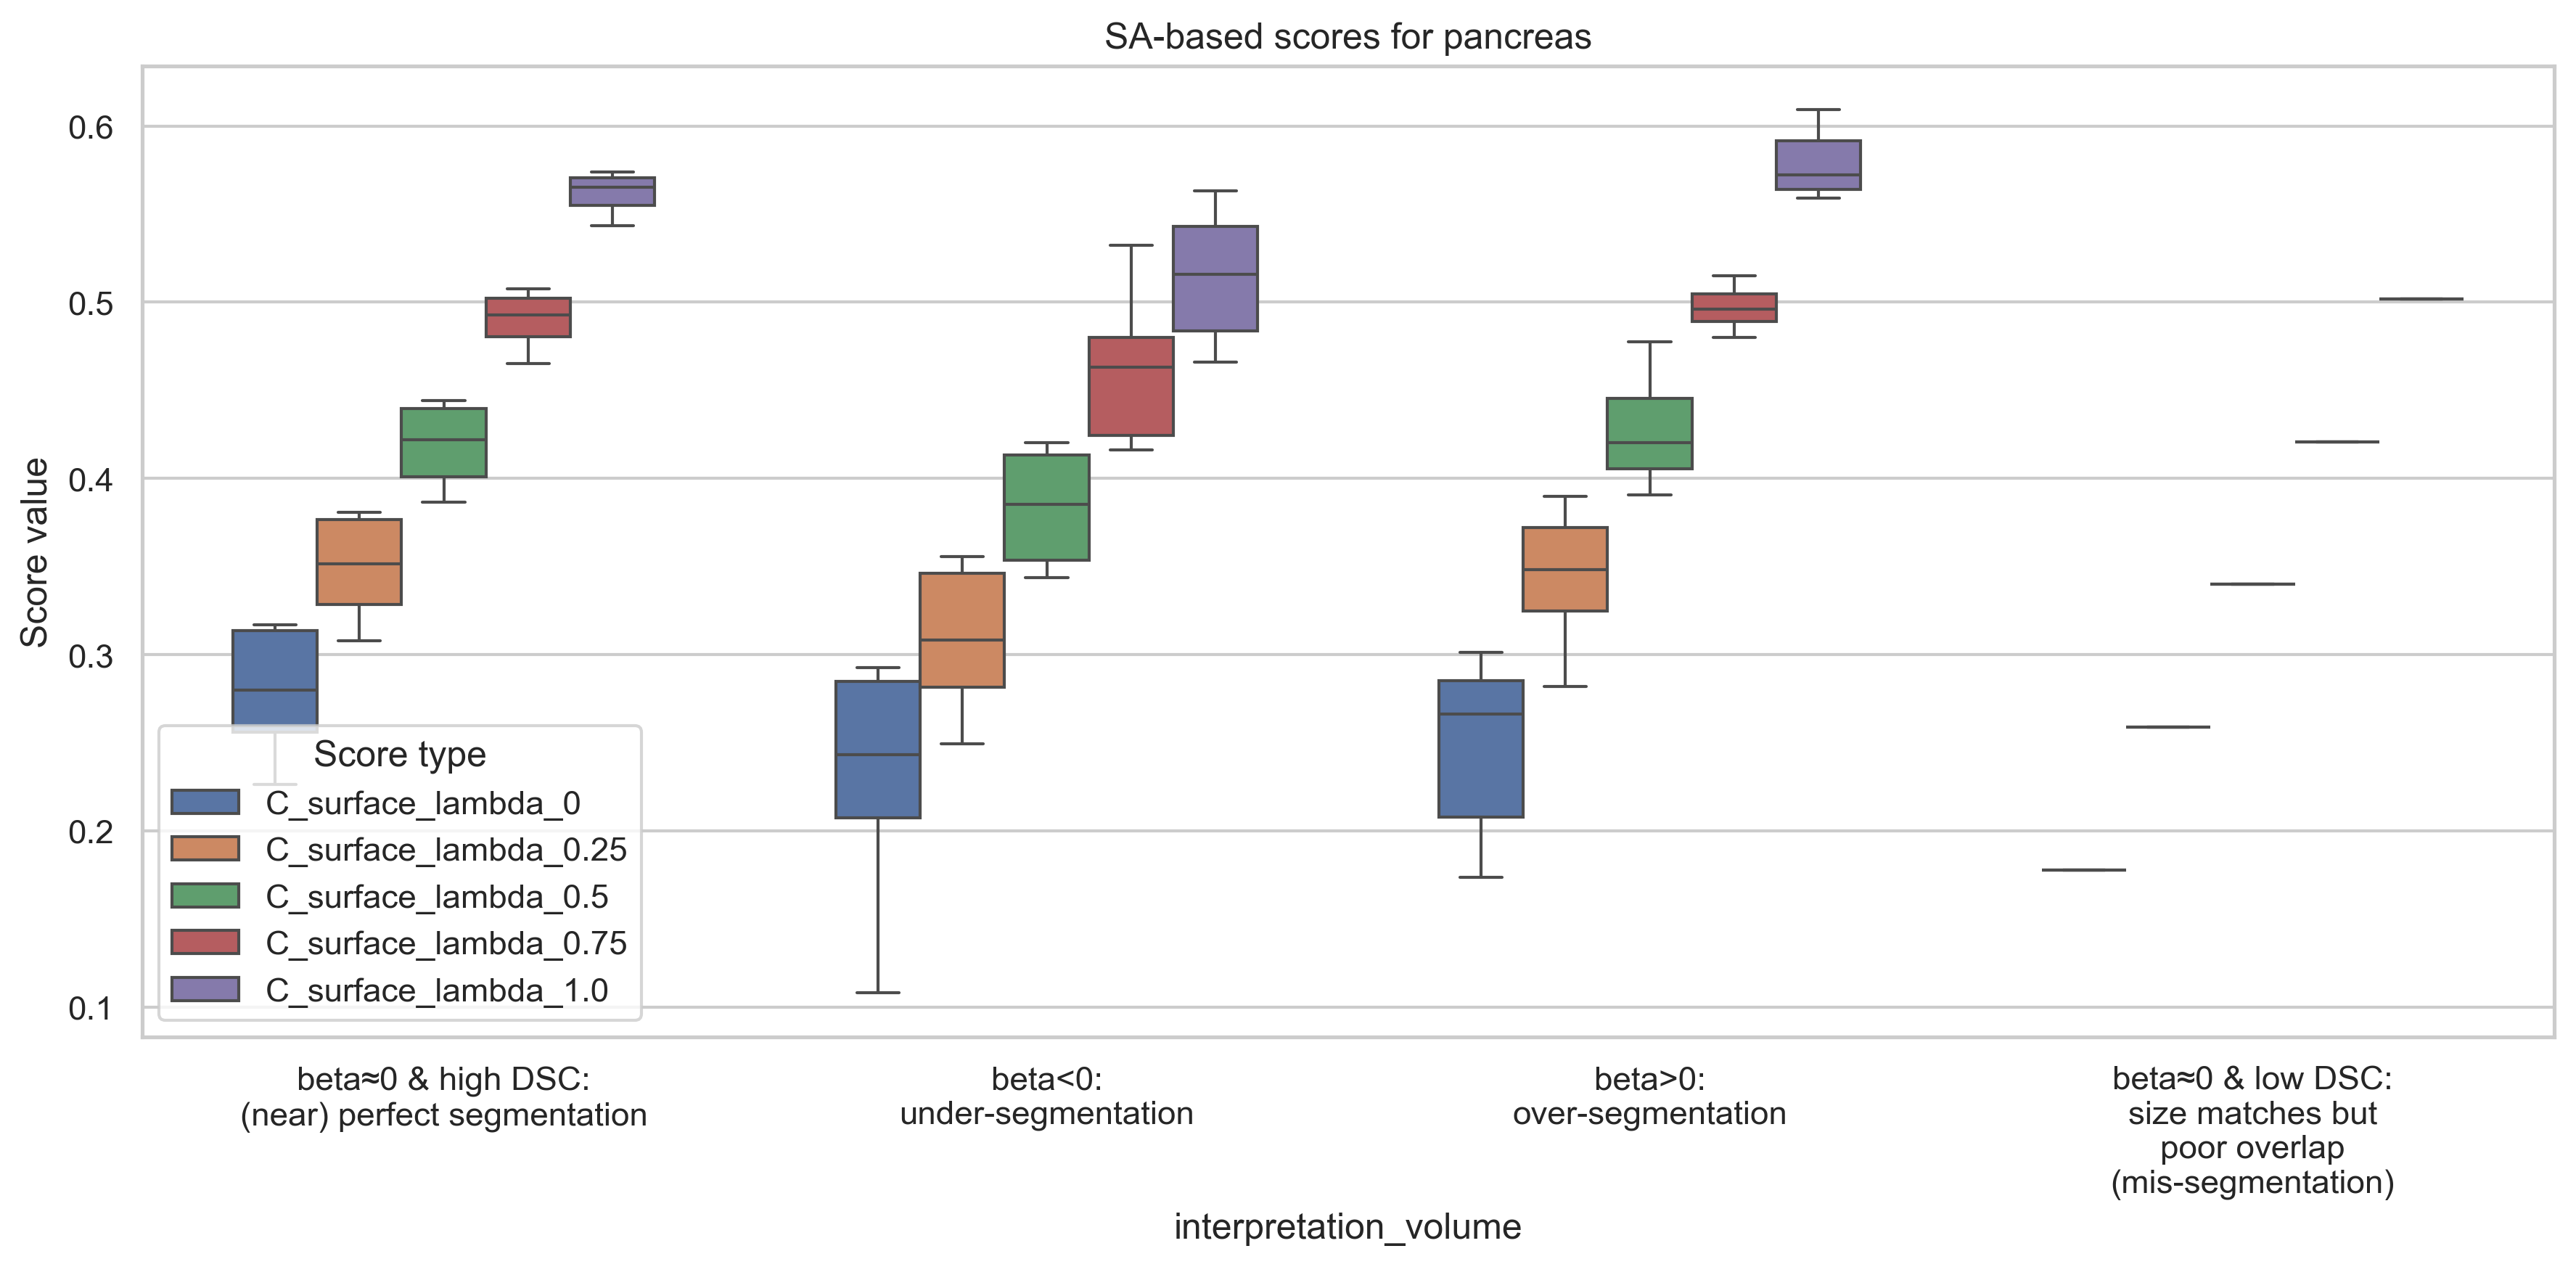 SA-based scores for pancreas
Score value
0.6
0.5
0.4
0.3
0.2
0.1
Score type
C_surface_lambda_0
C_surface_lambda_0.25
C_surface_lambda_0.5
C_surface_lambda_0.75
C_surface_lambda_1.0
beta≈0 & high DSC:
(near) perfect segmentation
beta<0:
under-segmentation
beta>0:
over-segmentation
beta≈0 & low DSC:
size matches but
poor overlap
(mis-segmentation)
interpretation_volume